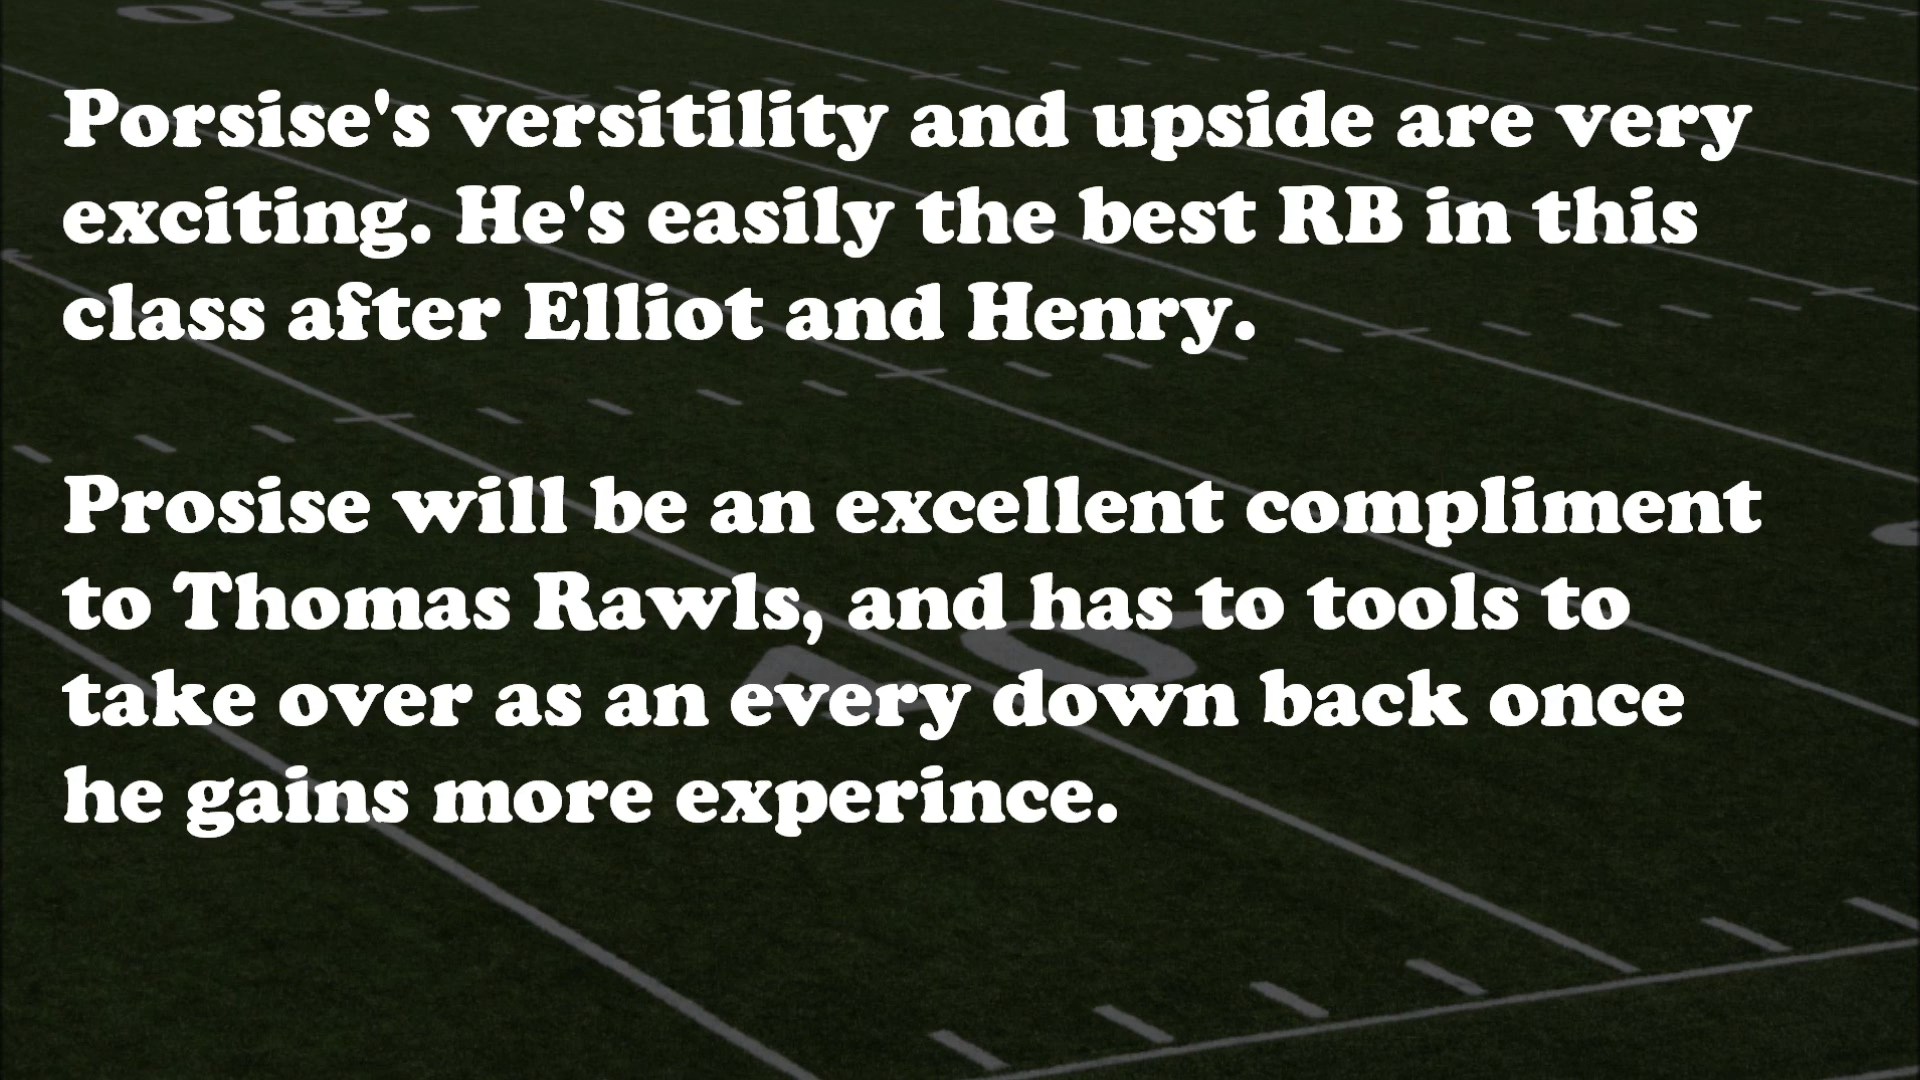 Porsise's versitility and upside are very
exciting. He's easily the best RB in this
class after Elliot and Henry.
Prosise will be an excellent compliment
to Thomas Rawls, and has to tools to
take over as an every down back once
he gains more experince.